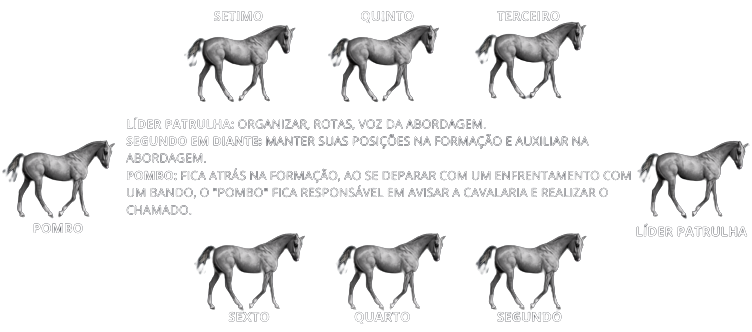 SETIMO QUINTO TERCEIRO
LÍDER PATRULHA: ORGANIZAR, ROTAS, VOZ DA ABORDAGEM.
SEGUNDO EM DIANTE: MANTER SUAS POSIÇÕES NA FORMAÇÃO E AUXILIAR NA
ABORDAGEM.
POMBO: FICA ATRÁS NA FORMAÇÃO, AO SE DEPARAR COM UM ENFRENTAMENTO COM
UM BANDO, O "POMBO" FICA RESPONSÁVEL EM AVISAR A CAVALARIA E REALIZAR O
CHAMADO.
POMBO
LÍDER PATRULHA
SEXTO QUARTO SEGUNDO